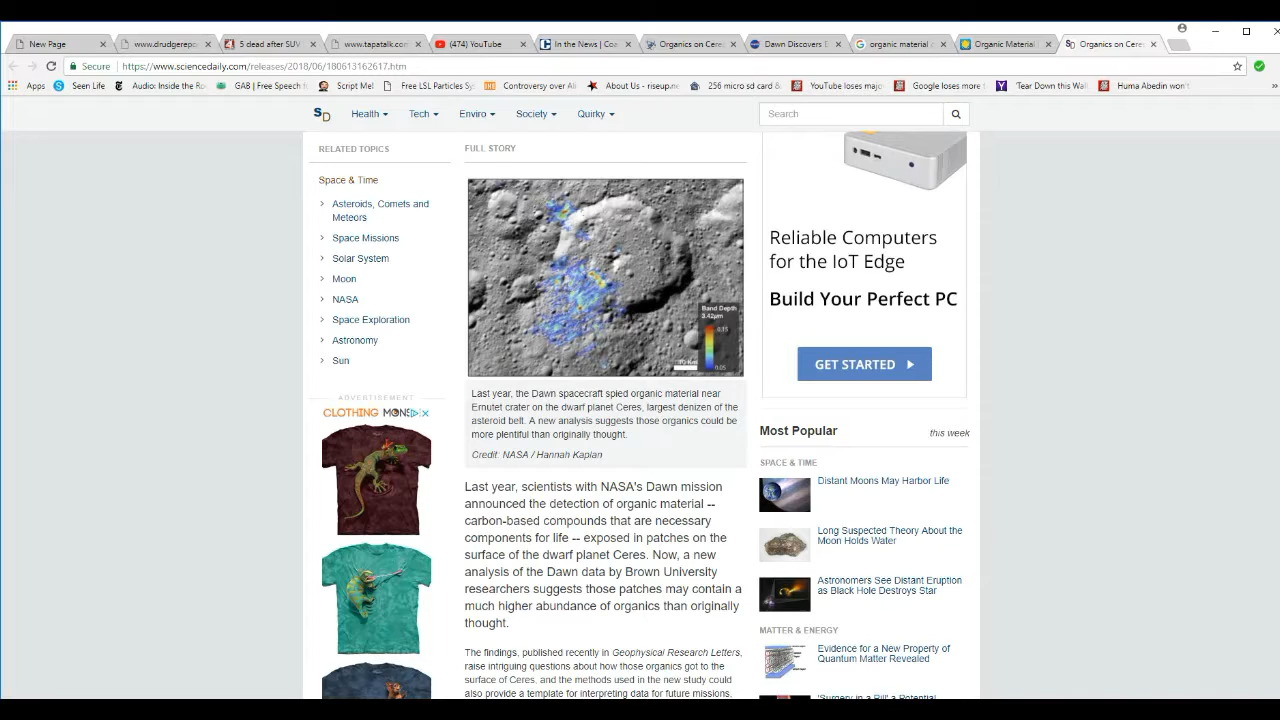 New Page
www.drudgerepo
5 dead after SUV
www.tapatalk.com
(474) YouTube
In the News | Coa
Organics on Cere
Dawn Discovers E
organic material c
Organic Material
Organics on Cere
Secure
https://www.sciencedaily.com/releases/2018/06/180613162617.htm
Apps
Seen Life
Audio: Inside the Ro
GAB | Free Speech f
Script Mel
Free LSL Particles Sy
Controversy over Ali
About Us - riseup.ne
256 micro sd card &
YouTube loses majo
Google loses more t
Tear Down this Wall
Huma Abedin won't
»
SD
Health
Tech
Enviro
Society
Quirky
Search
RELATED TOPICS
Space & Time
Asteroids, Comets and
Meteors
Space Missions
Solar System
Moon
NASA
Space Exploration
Astronomy
Sun
ADVERTISEMENT
CLOTHING MONS
FULL STORY
Band Depth
3.42µm
0.15
0.05
10 Km
Last year, the Dawn spacecraft spied organic material near
Ernutet crater on the dwarf planet Ceres, largest denizen of the
asteroid belt. A new analysis suggests those organics could be
more plentiful than originally thought.
Credit: NASA / Hannah Kaplan
Last year, scientists with NASA's Dawn mission
announced the detection of organic material --
carbon-based compounds that are necessary
components for life -- exposed in patches on the
surface of the dwarf planet Ceres. Now, a new
analysis of the Dawn data by Brown University
researchers suggests those patches may contain a
much higher abundance of organics than originally
thought.
The findings, published recently in Geophysical Research Letters,
raise intriguing questions about how those organics got to the
surface of Ceres, and the methods used in the new study could
also provide a template for interpreting data for future missions.
Reliable Computers
for the IoT Edge
Build Your Perfect PC
GET STARTED
Most Popular
this week
SPACE & TIME
Distant Moons May Harbor Life
Long Suspected Theory About the
Moon Holds Water
Astronomers See Distant Eruption
as Black Hole Destroys Star
MATTER & ENERGY
Evidence for a New Property of
Quantum Matter Revealed
'Surgery in a Pill' a Potential